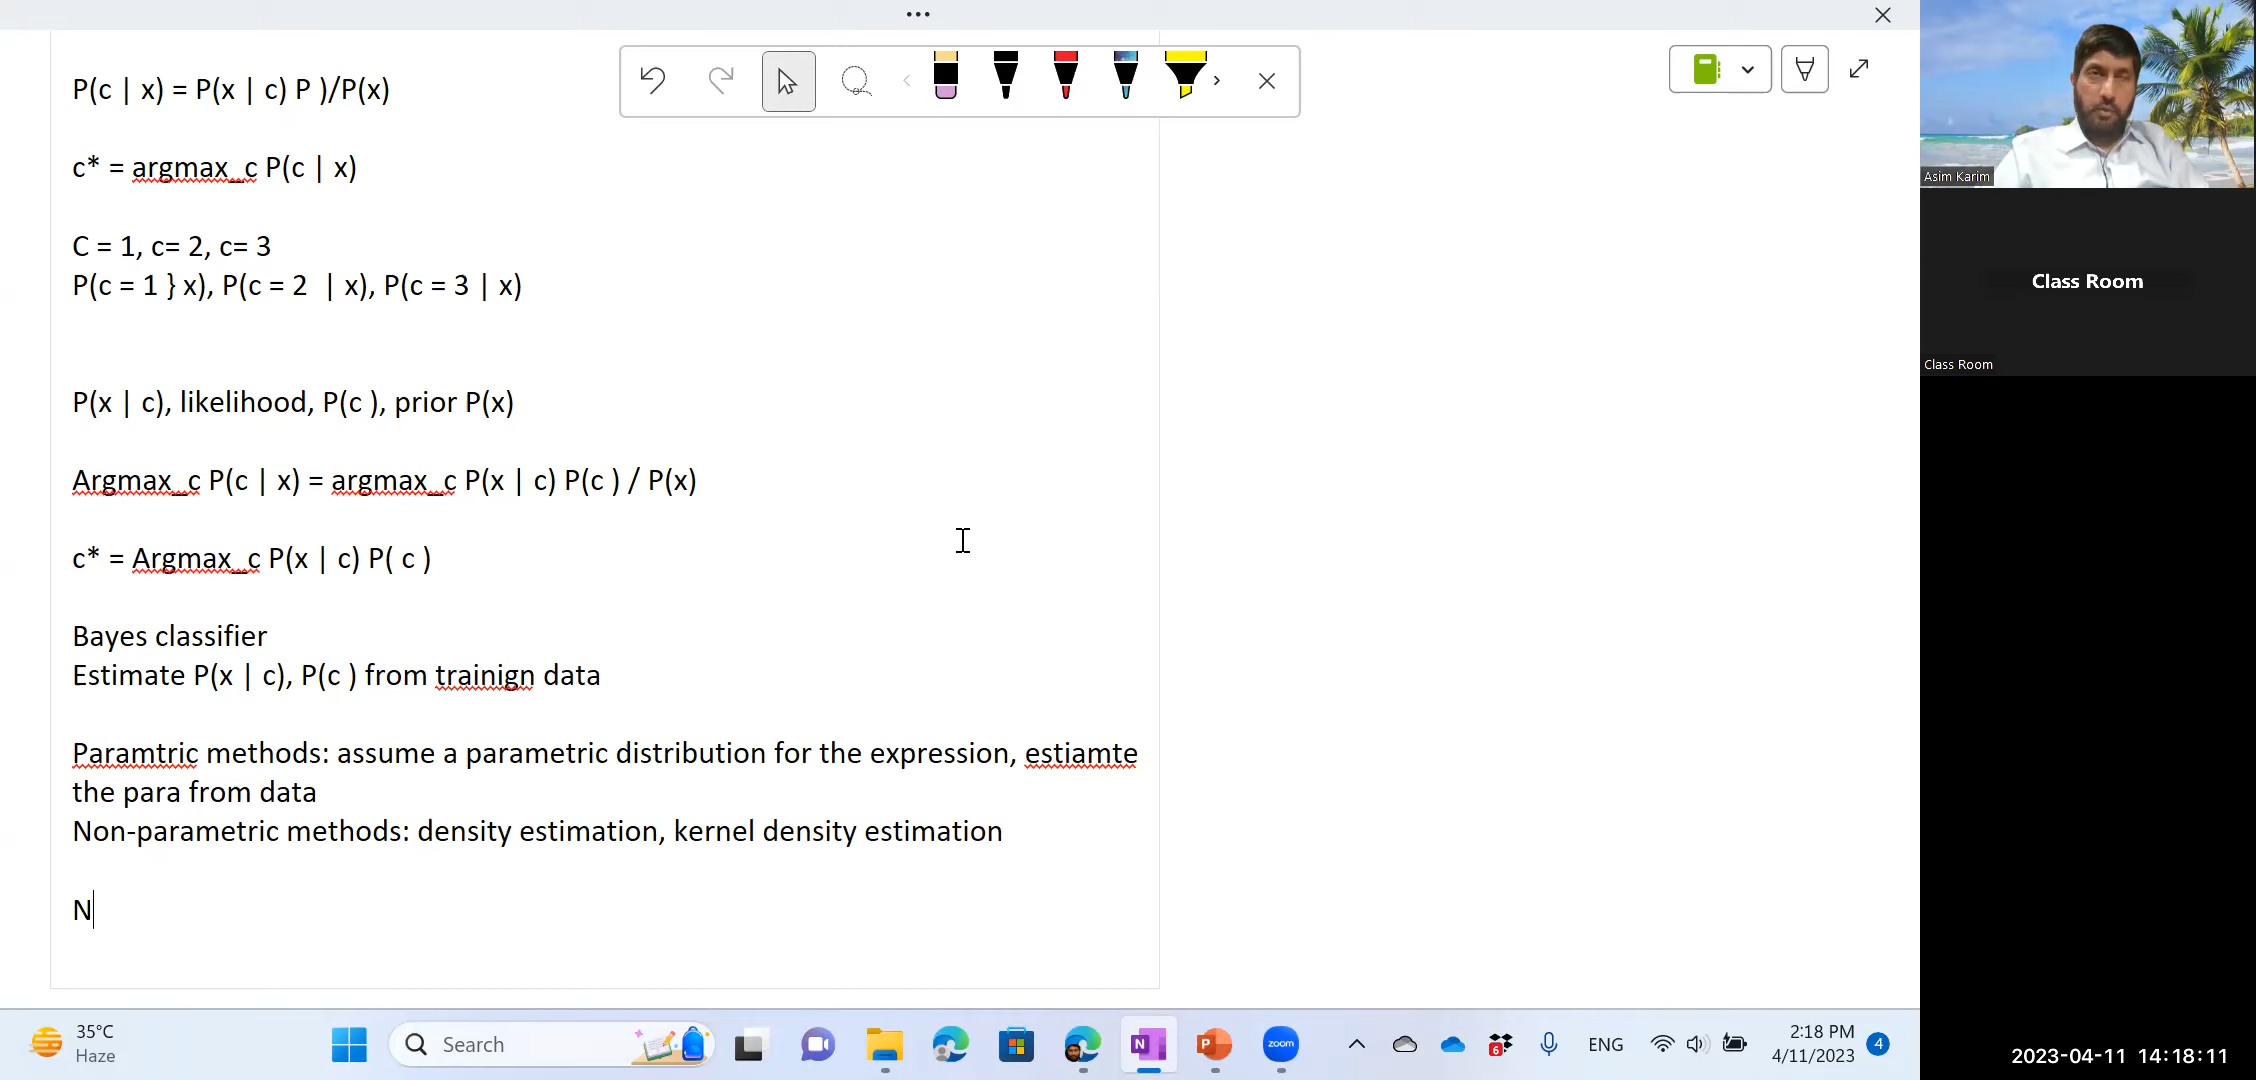 P(c | x) = P(x | c) P )/P(x)
c* = argmax_c P(c | x)
C = 1, c= 2, c= 3
P(c = 1 } x), P(c = 2 | x), P(c = 3 | x)
P(x | c), likelihood, P(c ), prior P(x)
Argmax_c P(c | x) = argmax_c P(x | c) P(c ) / P(x)
c* = Argmax_c P(x | c) P( c )
Bayes classifier
Estimate P(x | c), P(c ) from trainign data
Paramtric methods: assume a parametric distribution for the expression, estiamte
the para from data
Non-parametric methods: density estimation, kernel density estimation
N
Asim Karim
Class Room
Class Room
35°C
Haze
Search
N
P
zoom
6
ENG
2:18 PM
4/11/2023
4
2023-04-11 14:18:11